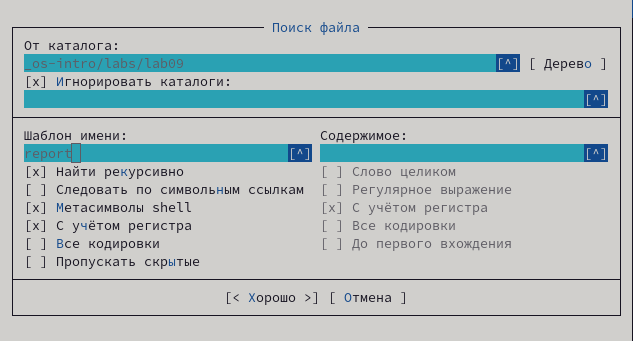 Поиск файла
От каталога:
_os-intro/labs/lab09 [^] [ Дерево ]
[x] Игнорировать каталоги:
[^]
Шаблон имени: Содержимое:
report [^] [^]
[x] Найти рекурсивно [ ] Слово целиком
[ ] Следовать по символьным ссылкам [ ] Регулярное выражение
[x] Метасимволы shell [x] С учётом регистра
[x] С учётом регистра [ ] Все кодировки
[ ] Все кодировки [ ] До первого вхождения
[ ] Пропускать скрытые
[< Хорошо >] [ Отмена ]